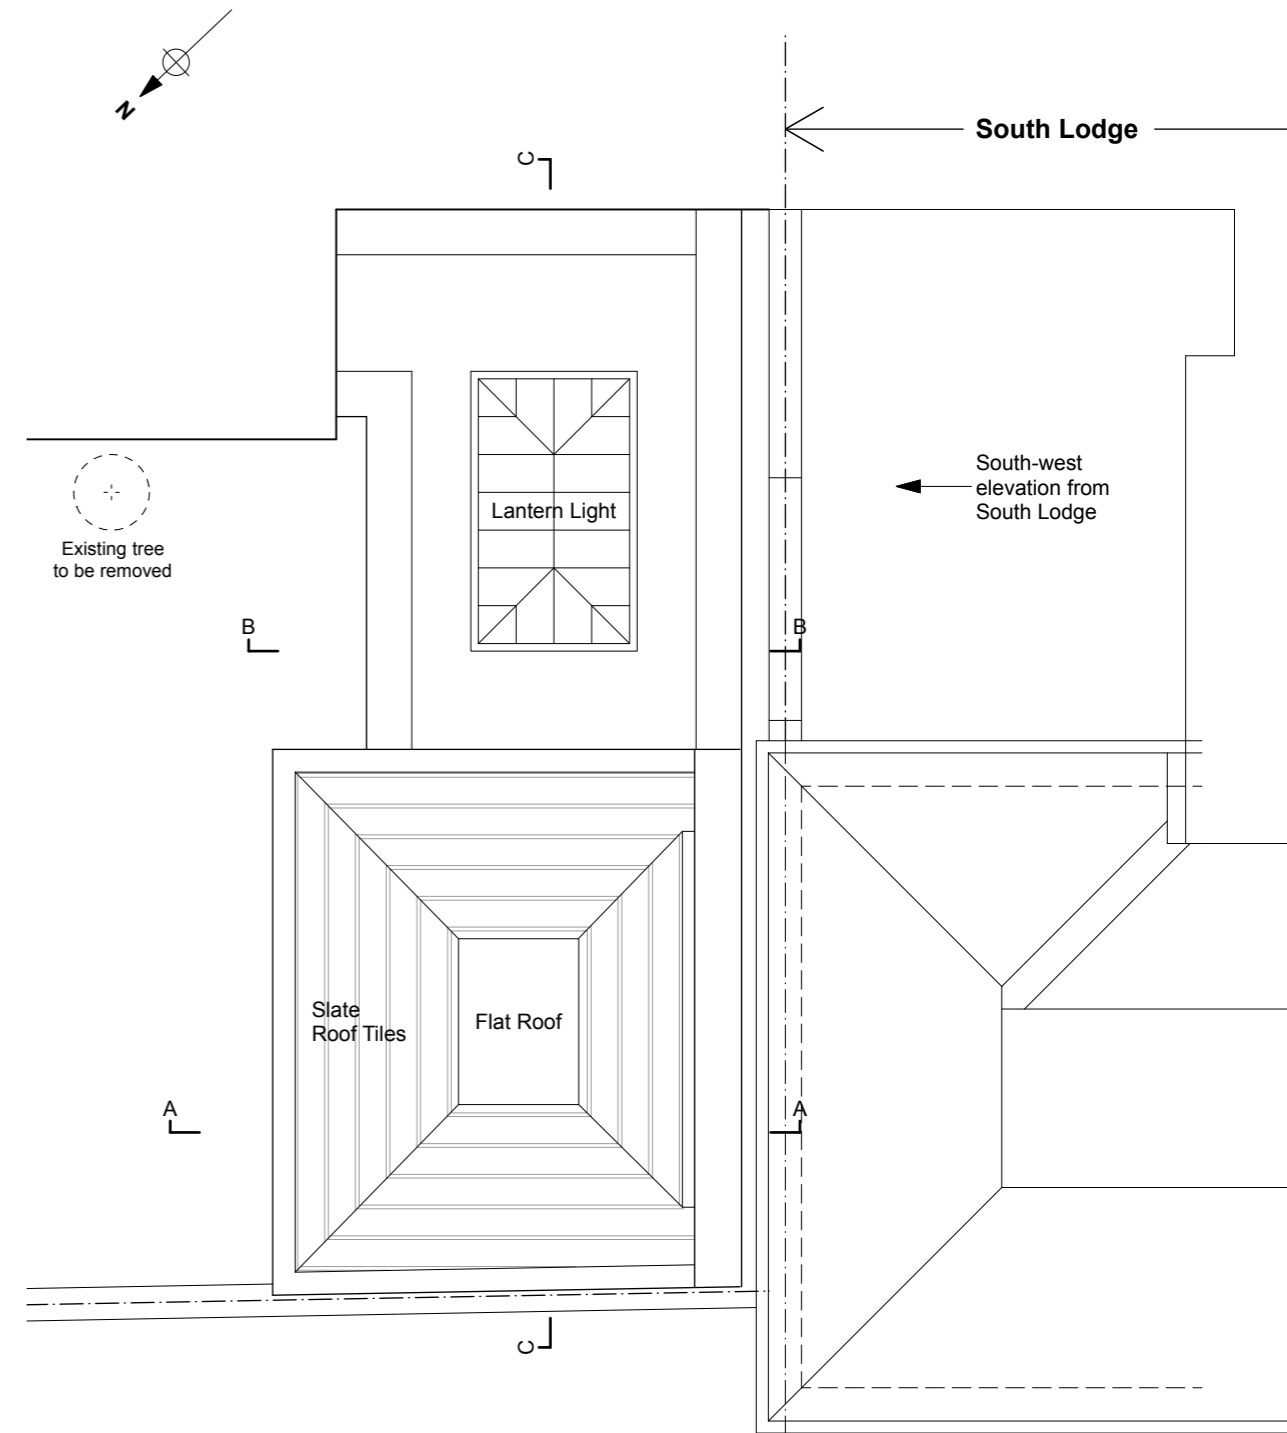 N
South Lodge
C
South-west
elevation from
South Lodge
Lantern Light
Existing tree
to be removed
B
B
Slate
Roof Tiles
Flat Roof
A
A
C